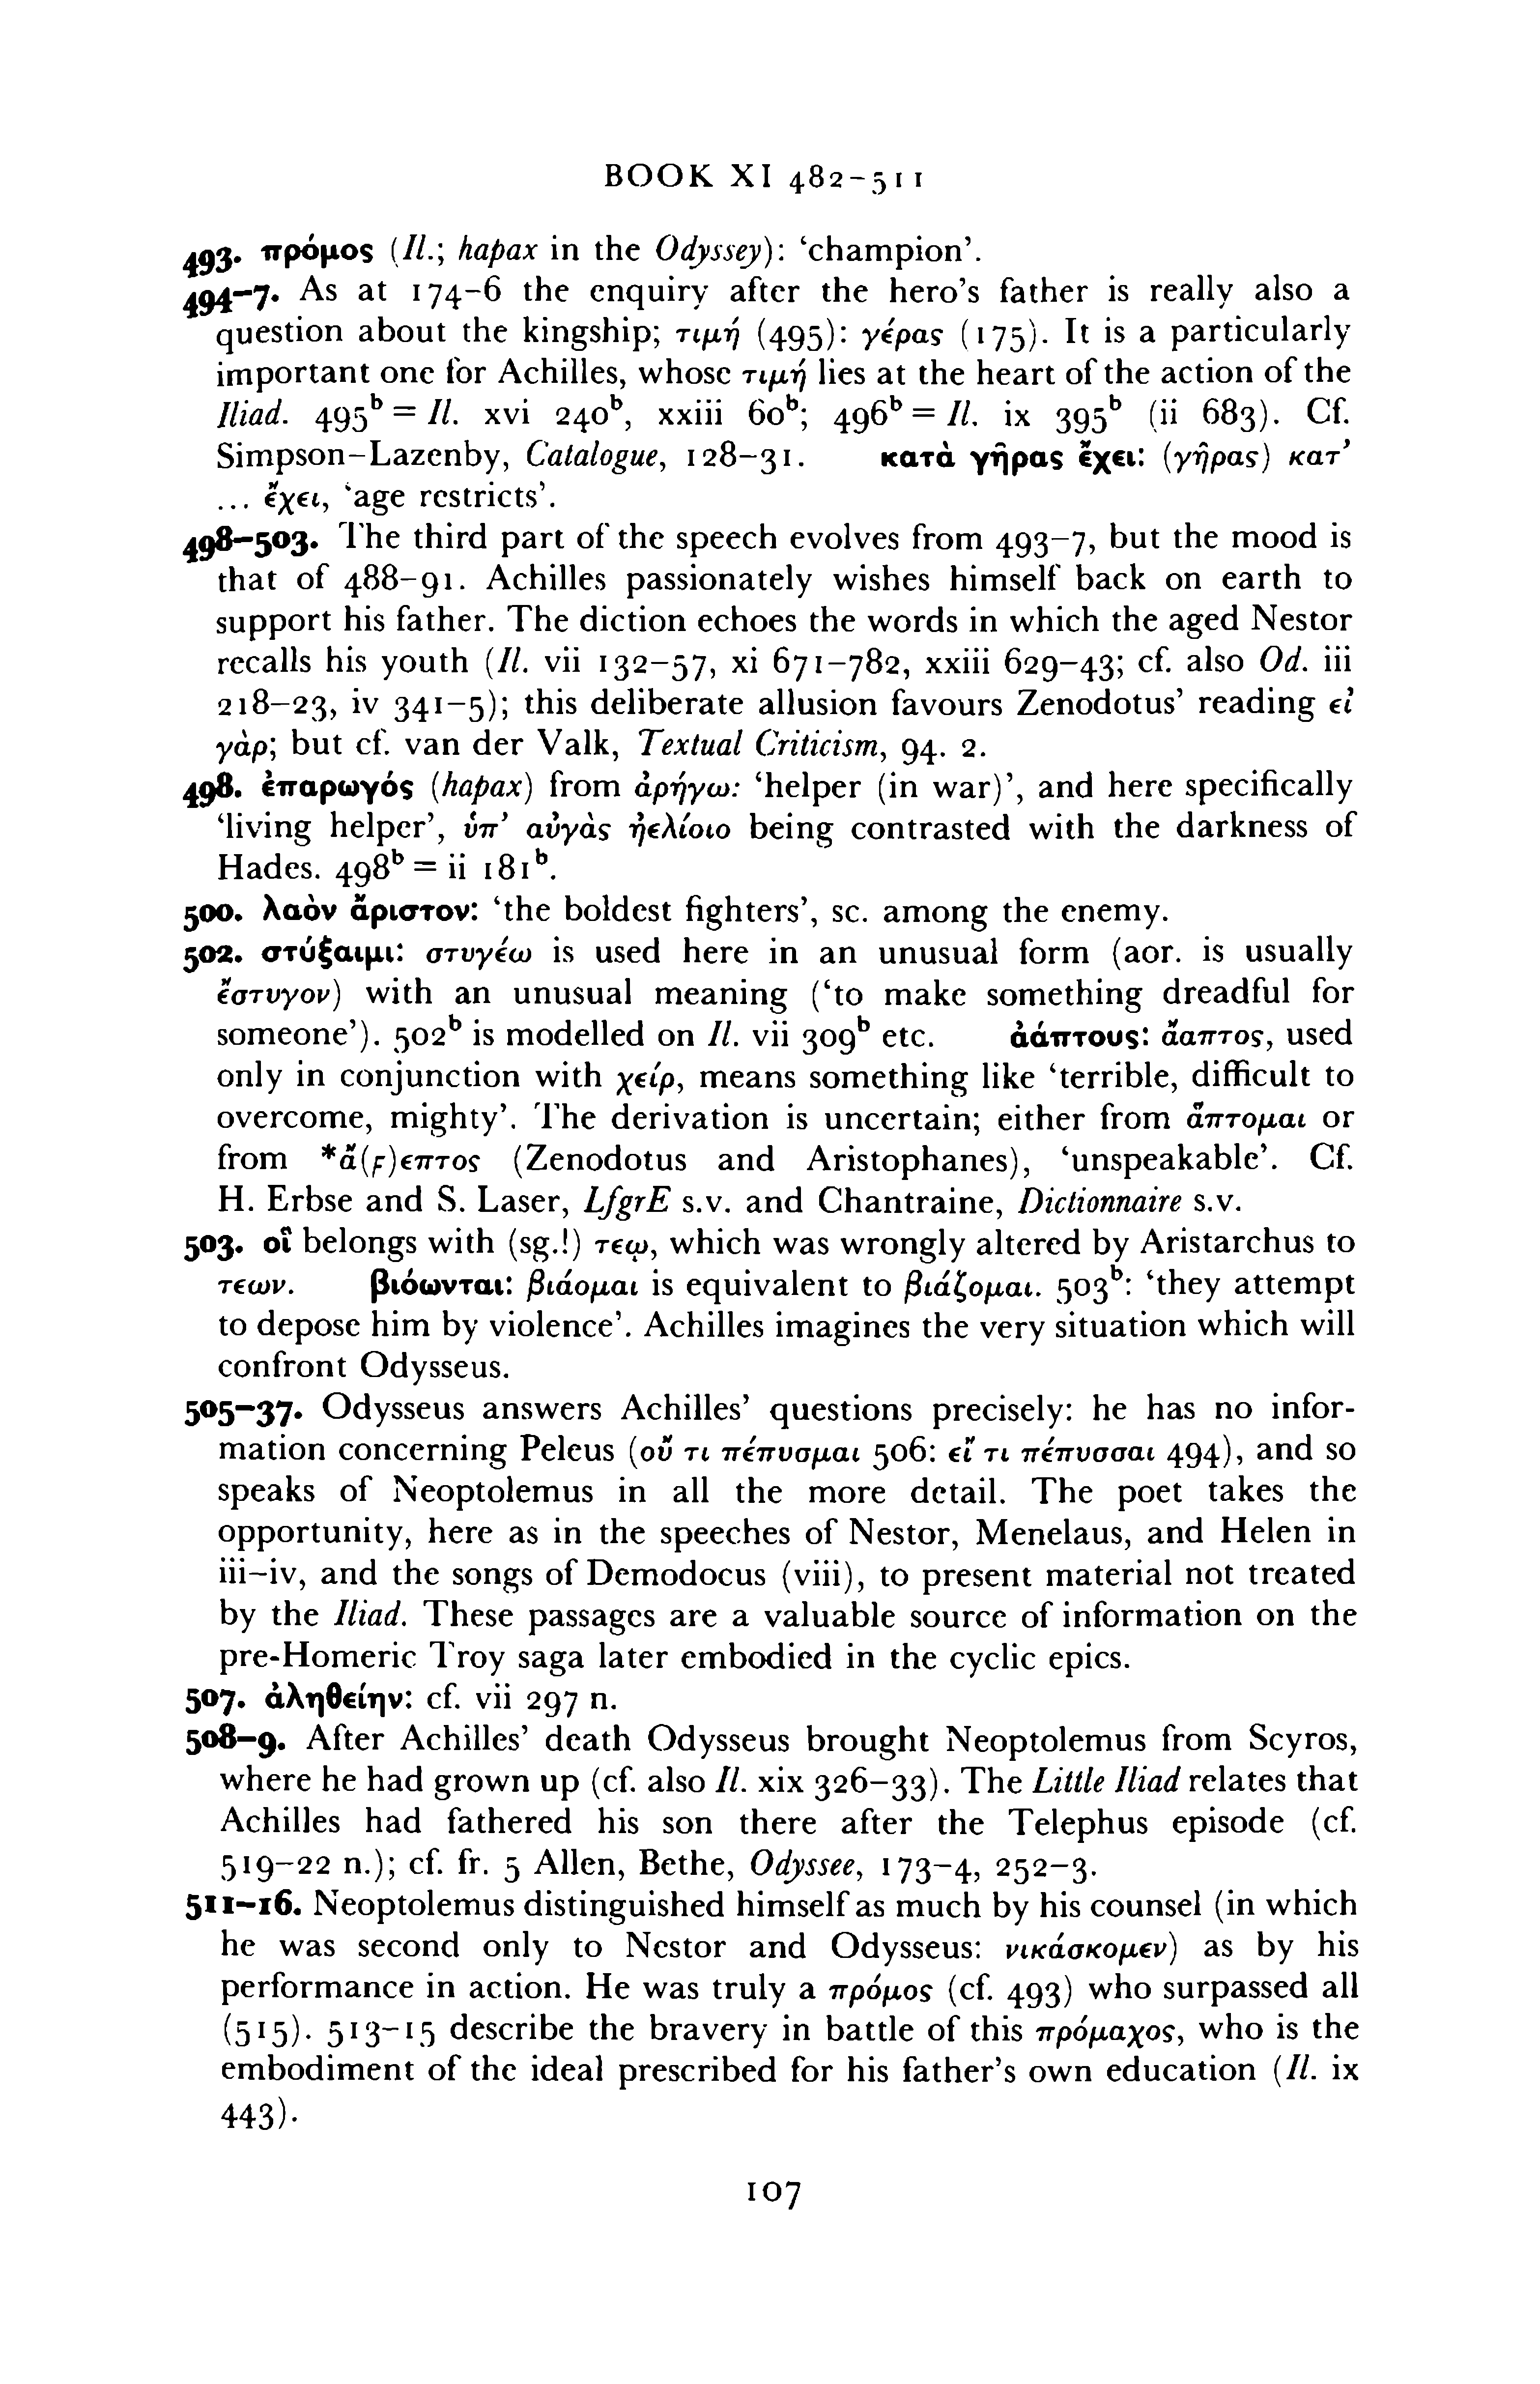 BOOK XI 482-511
493. πρόμος (Il.; hapax in the Odyssey): ‘champion’.
494-7. As at 174-6 the enquiry after the hero’s father is really also a
question about the kingship; τιμή (495): γέρας (175). It is a particularly
important one for Achilles, whose τιμή lies at the heart of the action of the
Iliad. 495ᵇ = Il. xvi 240ᵇ, xxiii 60ᵇ; 496ᵇ = Il. ix 395ᵇ (ii 683). Cf.
Simpson–Lazenby, Catalogue, 128–31. κατὰ γῆρας ἔχει: (γῆρας) κατ’
... ἔχει, ‘age restricts’.
498–503. The third part of the speech evolves from 493–7, but the mood is
that of 488–91. Achilles passionately wishes himself back on earth to
support his father. The diction echoes the words in which the aged Nestor
recalls his youth (Il. vii 132–57, xi 671–782, xxiii 629–43; cf. also Od. iii
218–23, iv 341–5); this deliberate allusion favours Zenodotus’ reading εἰ
γὰρ; but cf. van der Valk, Textual Criticism, 94. 2.
498. ἐπαρωγός (hapax) from ἀρήγω: ‘helper (in war)’, and here specifically
‘living helper’, ὑπ’ αὐγὰς ἠελίοιο being contrasted with the darkness of
Hades. 498ᵇ = ii 181ᵇ.
500. λαὸν ἄριστον: ‘the boldest fighters’, sc. among the enemy.
502. στύξαιμι: στυγέω is used here in an unusual form (aor. is usually
ἔστυγον) with an unusual meaning (‘to make something dreadful for
someone’). 502ᵇ is modelled on Il. vii 309ᵇ etc. ἀάπτους: ἄαπτος, used
only in conjunction with χείρ, means something like ‘terrible, difficult to
overcome, mighty’. The derivation is uncertain; either from ἅπτομαι or
from *ἄ(ϝ)επτος (Zenodotus and Aristophanes), ‘unspeakable’. Cf.
H. Erbse and S. Laser, LfgrE s.v. and Chantraine, Dictionnaire s.v.
503. οἵ belongs with (sg.!) τεῳ, which was wrongly altered by Aristarchus to
τεων. βιόωνται: βιάομαι is equivalent to βιάζομαι. 503ᵇ: ‘they attempt
to depose him by violence’. Achilles imagines the very situation which will
confront Odysseus.
505–37. Odysseus answers Achilles’ questions precisely: he has no infor-
mation concerning Peleus (οὔ τι πέπυσμαι 506: εἴ τι πέπυσσαι 494), and so
speaks of Neoptolemus in all the more detail. The poet takes the
opportunity, here as in the speeches of Nestor, Menelaus, and Helen in
iii–iv, and the songs of Demodocus (viii), to present material not treated
by the Iliad. These passages are a valuable source of information on the
pre-Homeric Troy saga later embodied in the cyclic epics.
507. ἀληθείην: cf. vii 297 n.
508–9. After Achilles’ death Odysseus brought Neoptolemus from Scyros,
where he had grown up (cf. also Il. xix 326–33). The Little Iliad relates that
Achilles had fathered his son there after the Telephus episode (cf.
519–22 n.); cf. fr. 5 Allen, Bethe, Odyssee, 173–4, 252–3.
511–16. Neoptolemus distinguished himself as much by his counsel (in which
he was second only to Nestor and Odysseus: νικάσκομεν) as by his
performance in action. He was truly a πρόμος (cf. 493) who surpassed all
(515). 513–15 describe the bravery in battle of this πρόμαχος, who is the
embodiment of the ideal prescribed for his father’s own education (Il. ix
443).
107